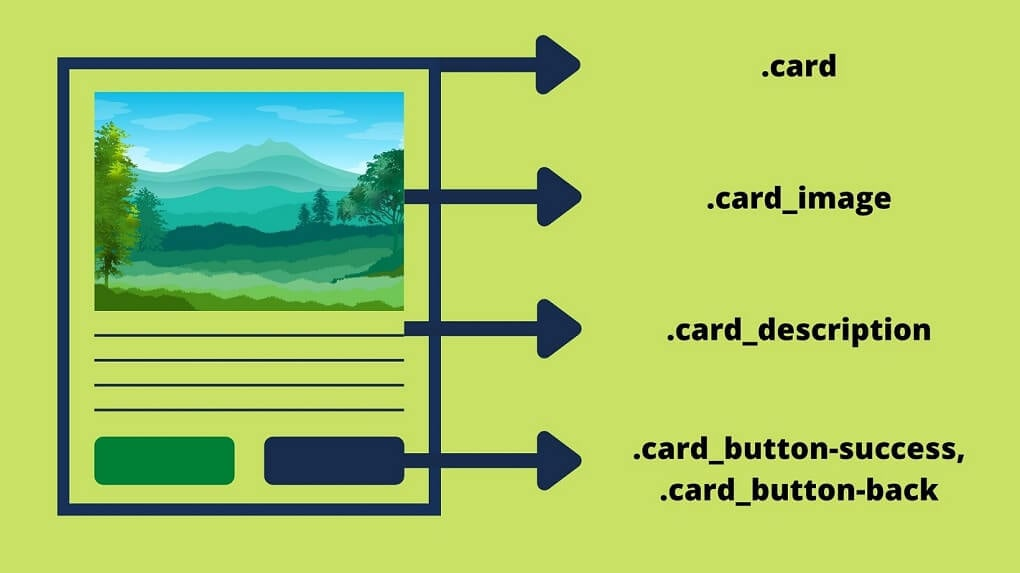 .card
.card_image
.card_description
.card_button-success,
.card_button-back